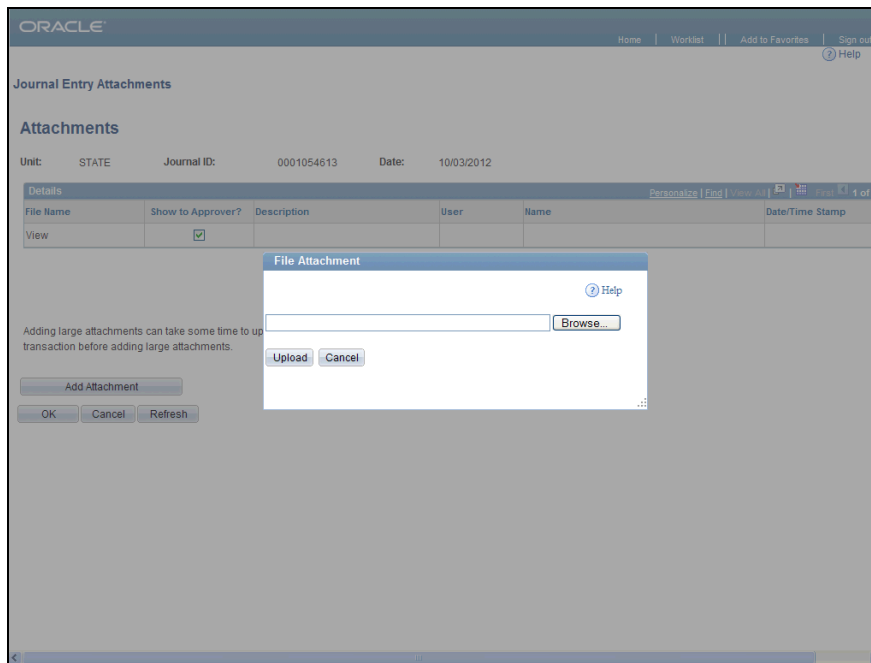 ORACLE
Home | Worklist || Add to Favorites | Sign out
Help
Journal Entry Attachments
Attachments
Unit: STATE Journal ID: 0001054613 Date: 10/03/2012
Details Personalize | Find | View All | | First 1 of
File Name Show to Approver? Description User Name Date/Time Stamp
View
File Attachment
Help
Browse...
Adding large attachments can take some time to up
transaction before adding large attachments.
Upload Cancel
Add Attachment
OK Cancel Refresh